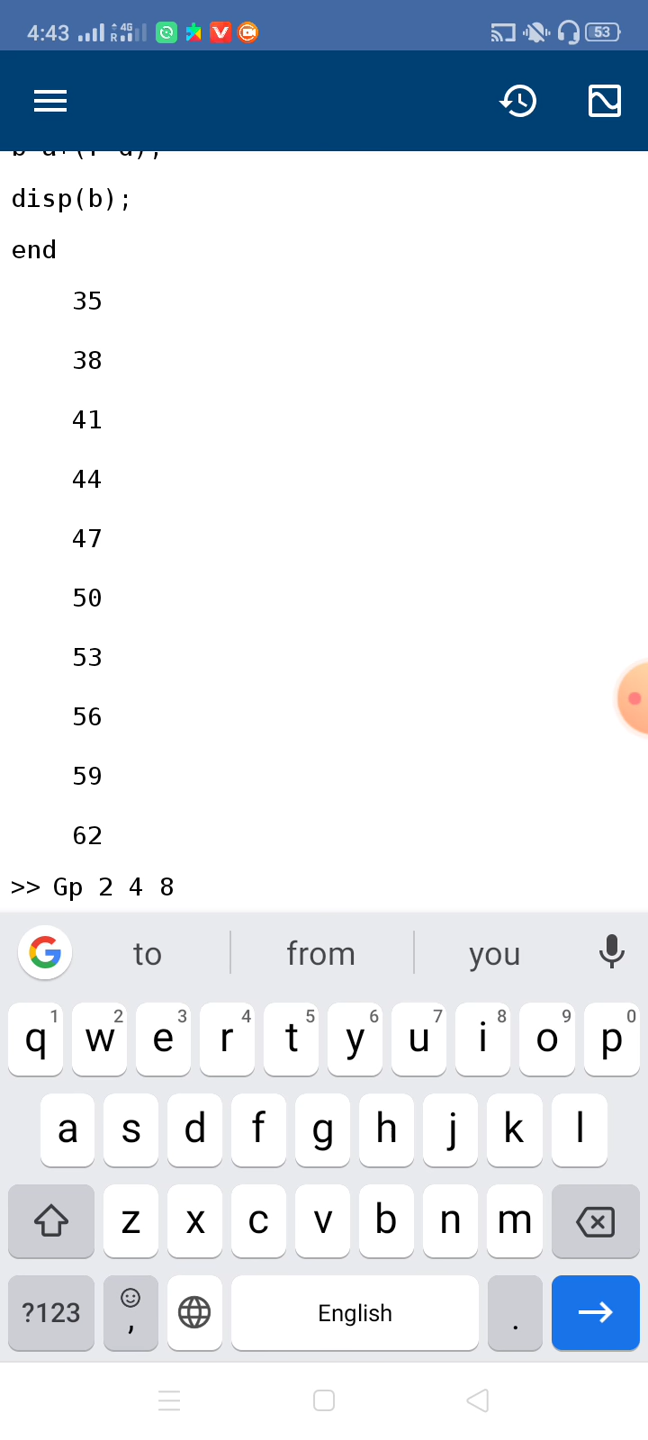 4:43
4G
R
53
disp(b);
end
35
38
41
44
47
50
53
56
59
62
>> Gp 2 4 8
to from you
1 2 3 4 5 6 7 8 9 0
q w e r t y u i o p
a s d f g h j k l
z x c v b n m
?123 , English .